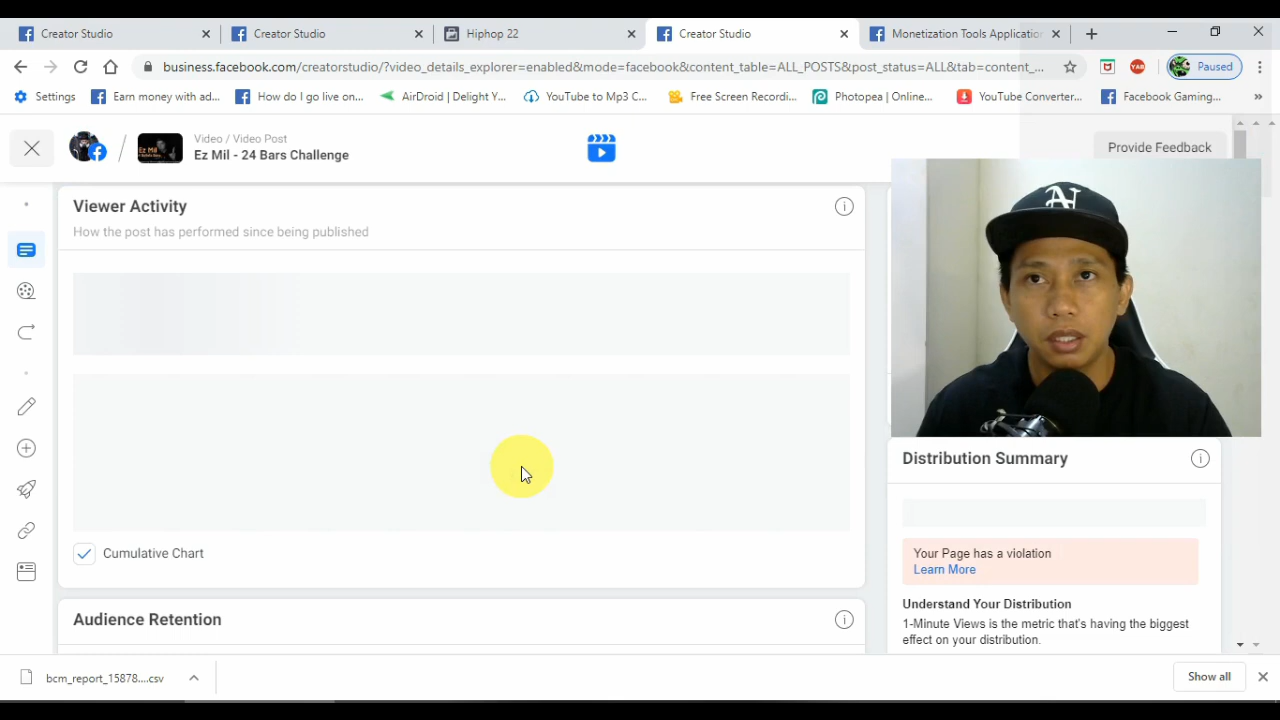 Creator Studio
Creator Studio
Hiphop 22
Creator Studio
Monetization Tools Applicatio
business.facebook.com/creatorstudio/?video_details_explorer=enabled&mode=facebook&content_table=ALL_POSTS&post_status=ALL&tab=content_...
Paused
Settings
Earn money with ad...
How do I go live on...
AirDroid | Delight Y...
YouTube to Mp3 C...
Free Screen Recordi...
Photopea | Online...
YouTube Converter...
Facebook Gaming...
Video / Video Post
Ez Mil - 24 Bars Challenge
Provide Feedback
Viewer Activity
How the post has performed since being published
Cumulative Chart
Audience Retention
Distribution Summary
Your Page has a violation
Learn More
Understand Your Distribution
1-Minute Views is the metric that's having the biggest
effect on your distribution.
bcm_report_15878....csv
Show all